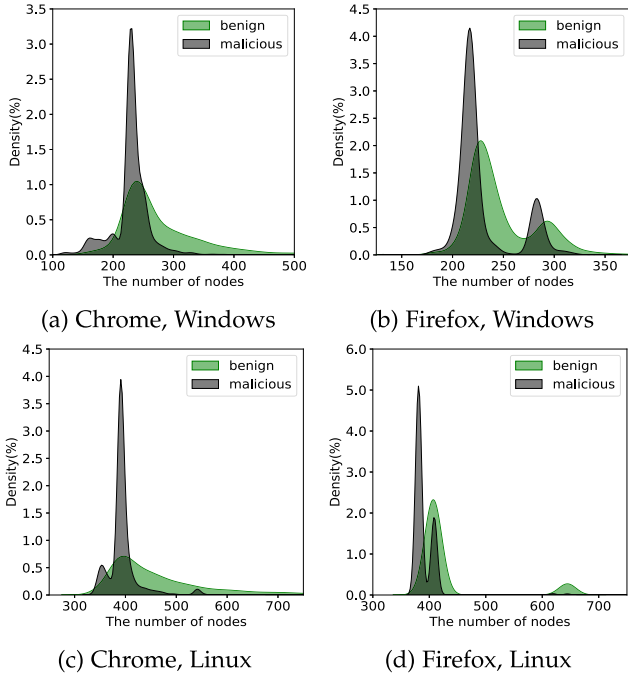 3.5
3.0
2.5
2.0
1.5
1.0
0.5
0.0
Density(%)
100 200 300 400 500
The number of nodes
benign
malicious
(a) Chrome, Windows
4.5
4.0
3.5
3.0
2.5
2.0
1.5
1.0
0.5
0.0
Density(%)
150 200 250 300 350
The number of nodes
benign
malicious
(b) Firefox, Windows
4.5
4.0
3.5
3.0
2.5
2.0
1.5
1.0
0.5
0.0
Density(%)
300 400 500 600 700
The number of nodes
benign
malicious
(c) Chrome, Linux
6.0
5.0
4.0
3.0
2.0
1.0
0.0
Density(%)
300 400 500 600 700
The number of nodes
benign
malicious
(d) Firefox, Linux